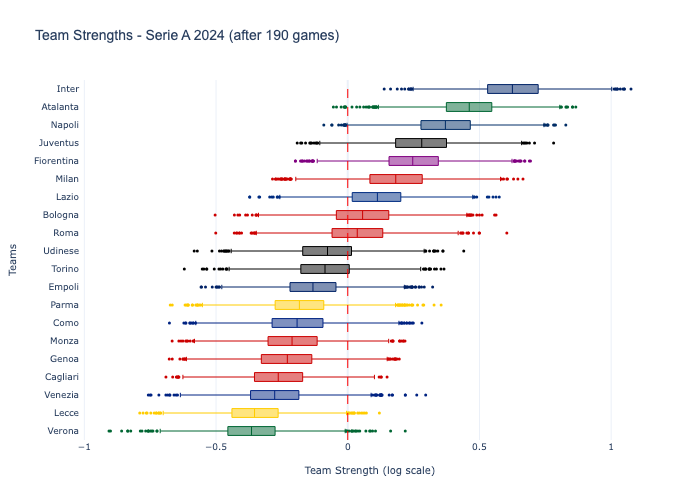 Team Strengths - Serie A 2024 (after 190 games)
Inter
Atalanta
Napoli
Juventus
Fiorentina
Milan
Lazio
Bologna
Roma
Udinese
Torino
Empoli
Parma
Como
Monza
Genoa
Cagliari
Venezia
Lecce
Verona
Teams
−1 −0.5 0 0.5 1
Team Strength (log scale)